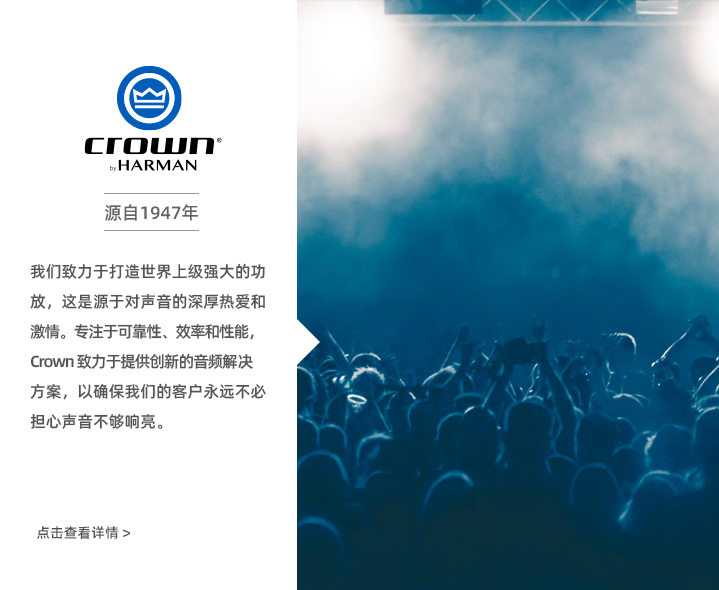 crown®
by HARMAN
源自1947年
我们致力于打造世界上级强大的功
放，这是源于对声音的深厚热爱和
激情。专注于可靠性、效率和性能，
Crown 致力于提供创新的音频解决
方案，以确保我们的客户永远不必
担心声音不够响亮。
点击查看详情 >